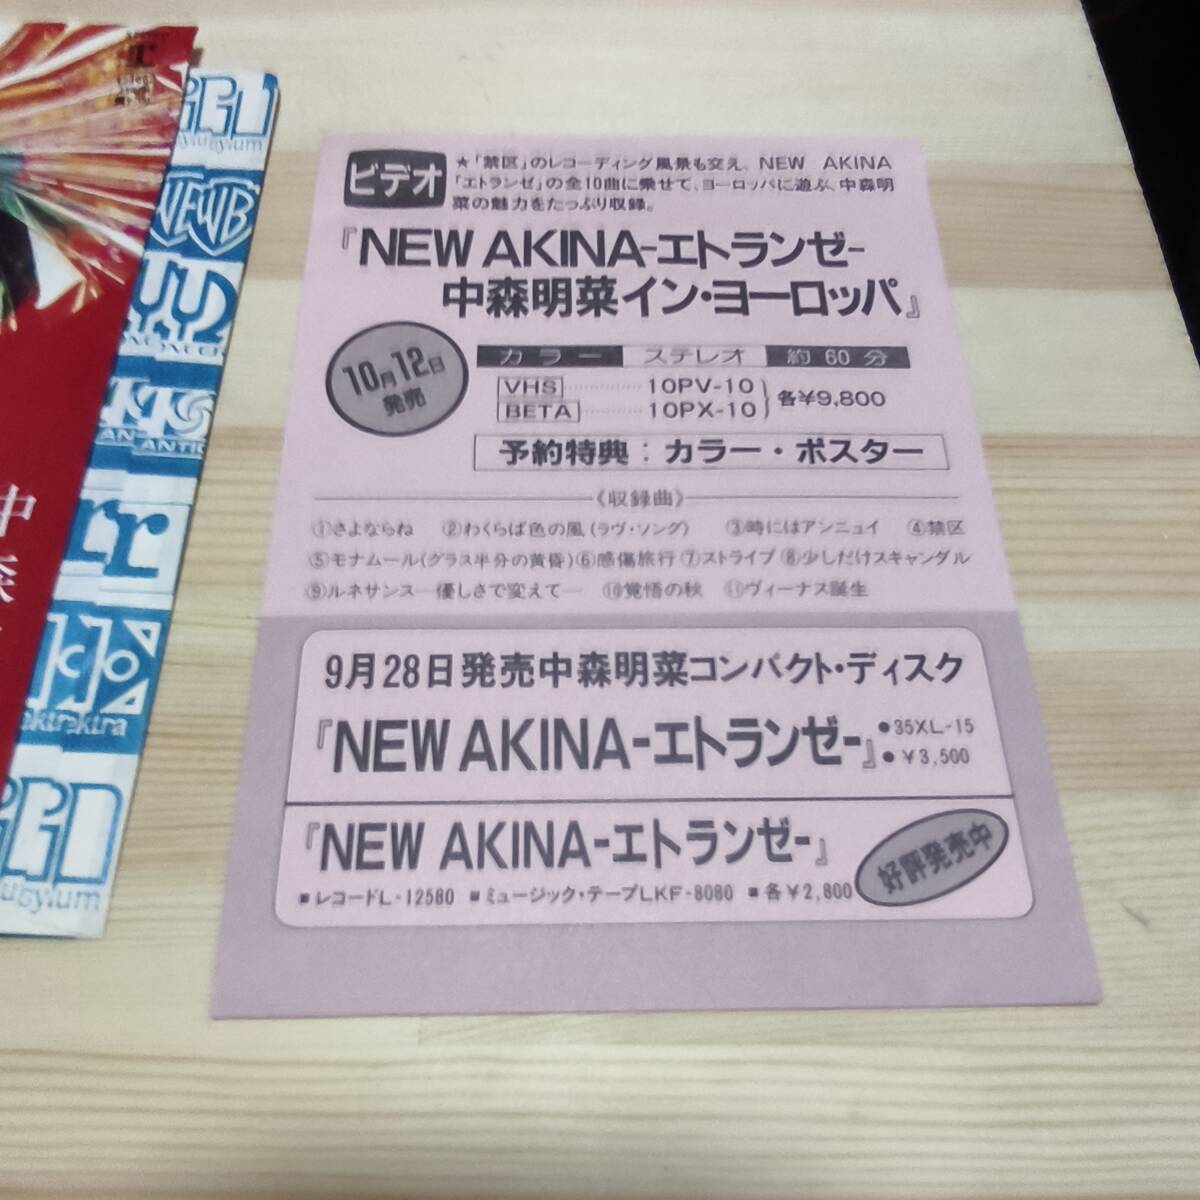 ビデオ
★「禁区」のレコーディング風景も交え、NEW AKINA
「エトランゼ」の全10曲に乗せて、ヨーロッパに遊ぶ、中森明
菜の魅力をたっぷり収録。
『NEW AKINA-エトランゼ-
中森明菜イン・ヨーロッパ』
10月12日
発売
カラー ステレオ 約60分
VHS 10PV-10
BETA 10PX-10
各¥9,800
予約特典：カラー・ポスター
《収録曲》
①さよならね ②わくらば色の風(ラヴ・ソング) ③時にはアンニュイ ④禁区
⑤モナムール(グラス半分の黄昏) ⑥感傷旅行 ⑦ストライプ ⑧少しだけスキャンダル
⑨ルネサンス―優しさで変えて― ⑩覚悟の秋 ⑪ヴィーナス誕生
9月28日発売中森明菜コンパクト・ディスク
『NEW AKINA-エトランゼ-』
●35XL-15
●¥3,500
『NEW AKINA-エトランゼ-』
好評発売中
■レコードL-12580 ■ミュージック・テープLKF-8080 ■各¥2,800
中